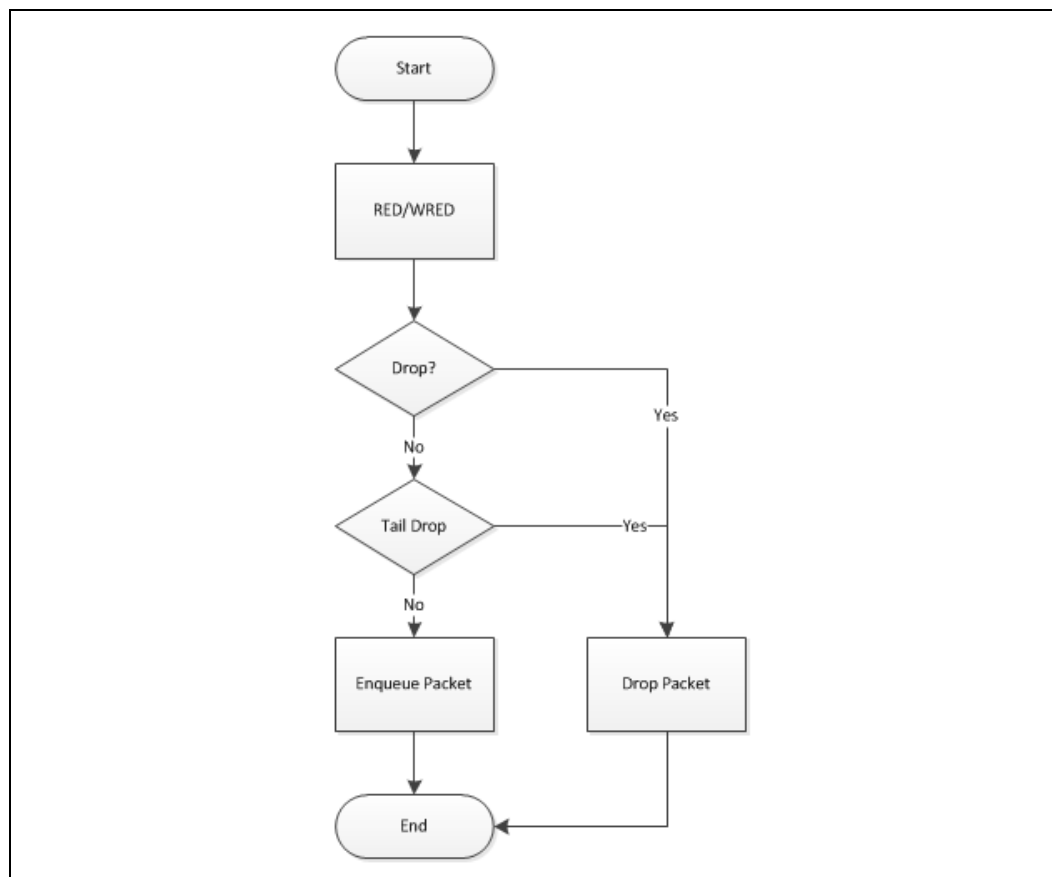 Start
RED/WRED
Drop?
Yes
No
Tail Drop
Yes
No
Enqueue Packet
Drop Packet
End